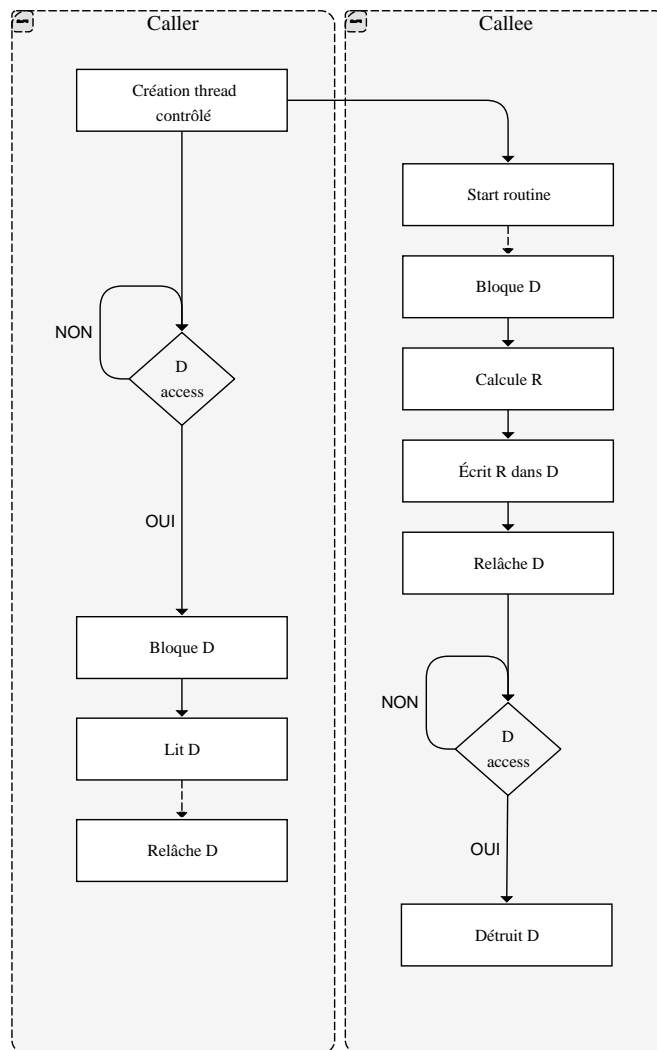 Caller
Création thread
contrôlé
NON
D
access
OUI
Bloque D
Lit D
Relâche D
Callee
Start routine
Bloque D
Calcule R
Écrit R dans D
Relâche D
NON
D
access
OUI
Détruit D